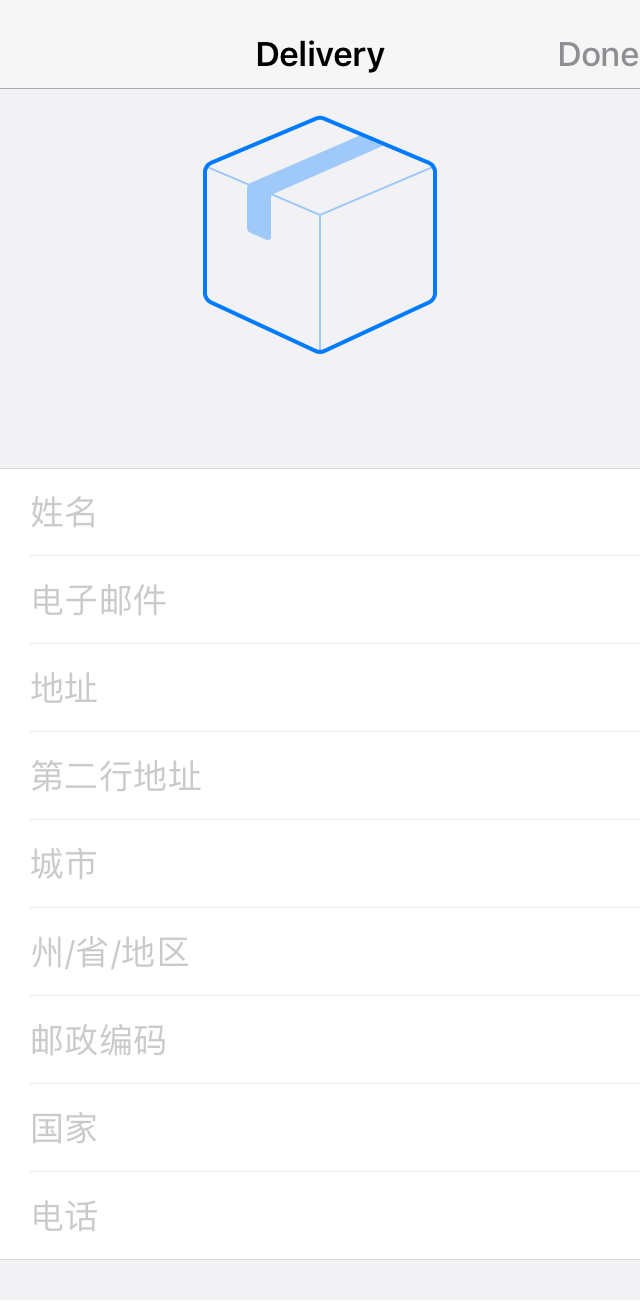 Delivery
Done
姓名
电子邮件
地址
第二行地址
城市
州/省/地区
邮政编码
国家
电话